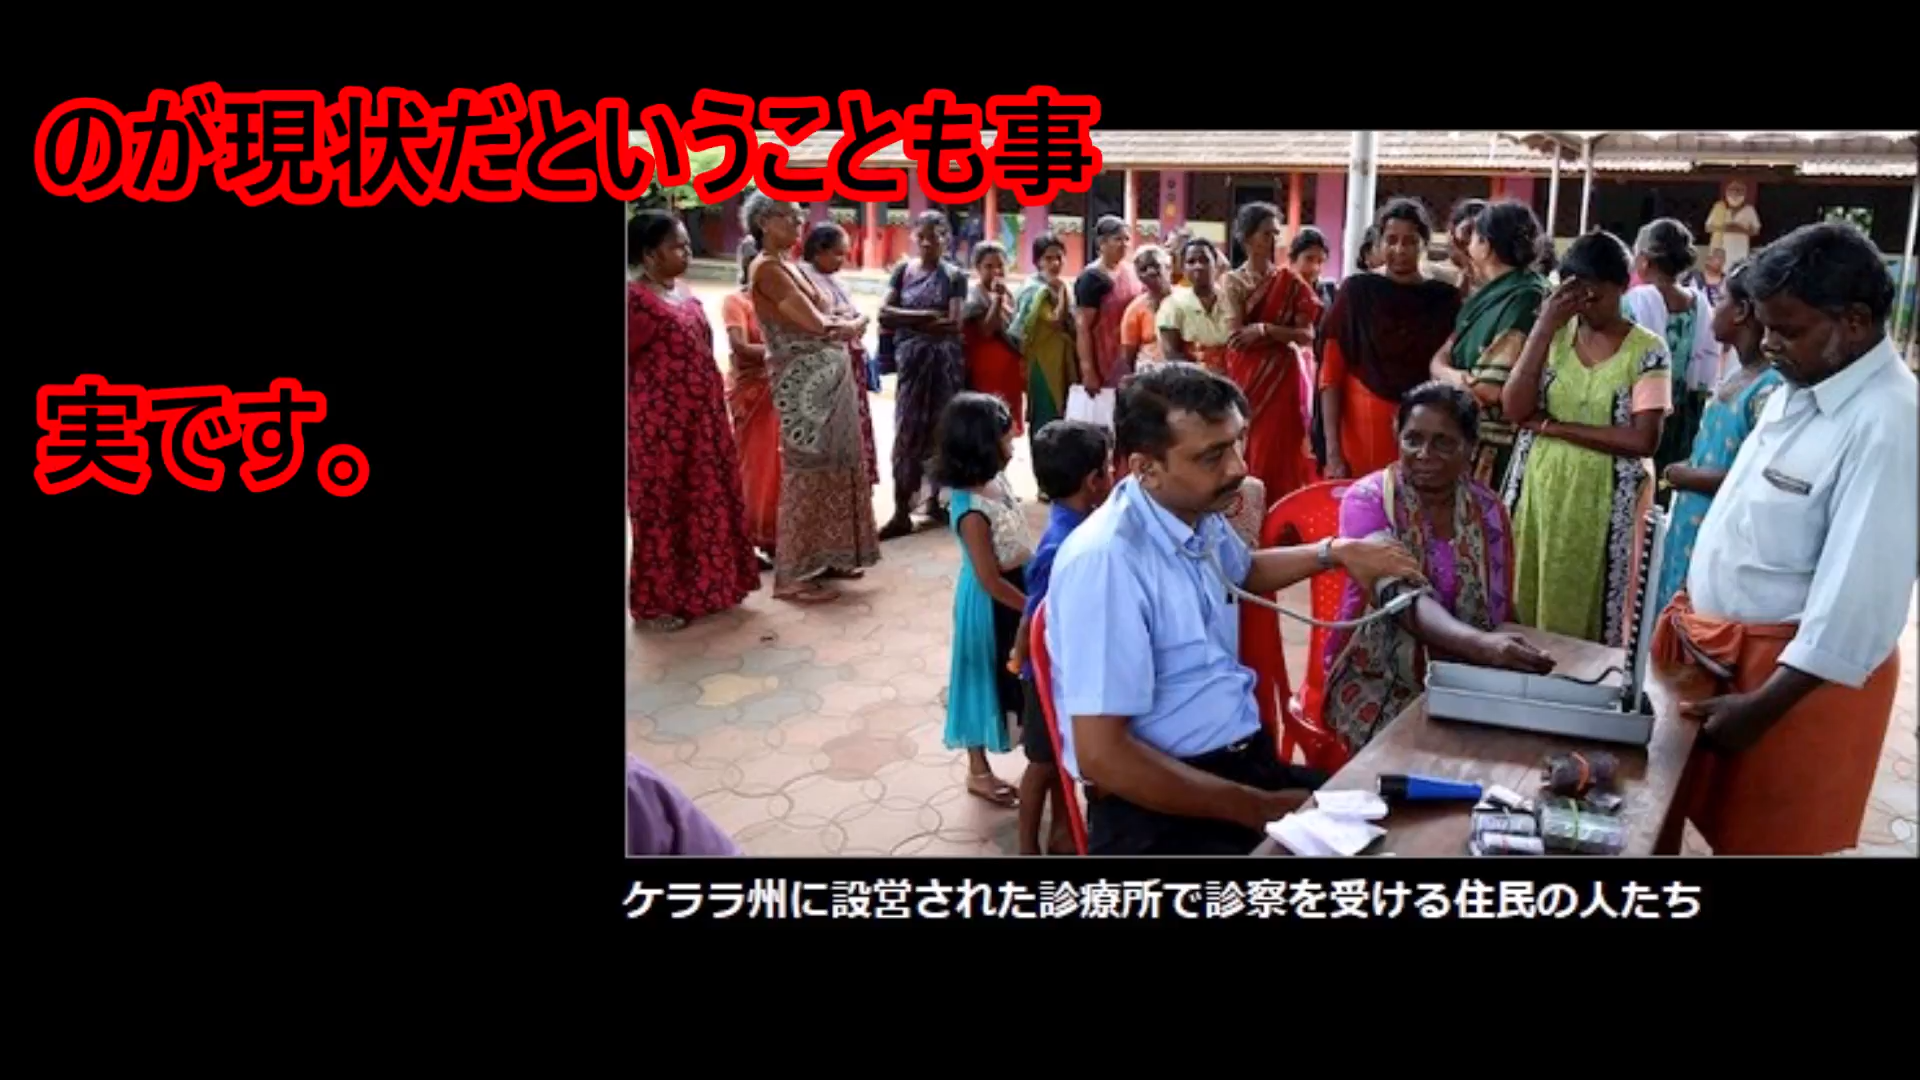 のが現状だということも事
実です。
ケララ州に設営された診療所で診察を受ける住民の人たち